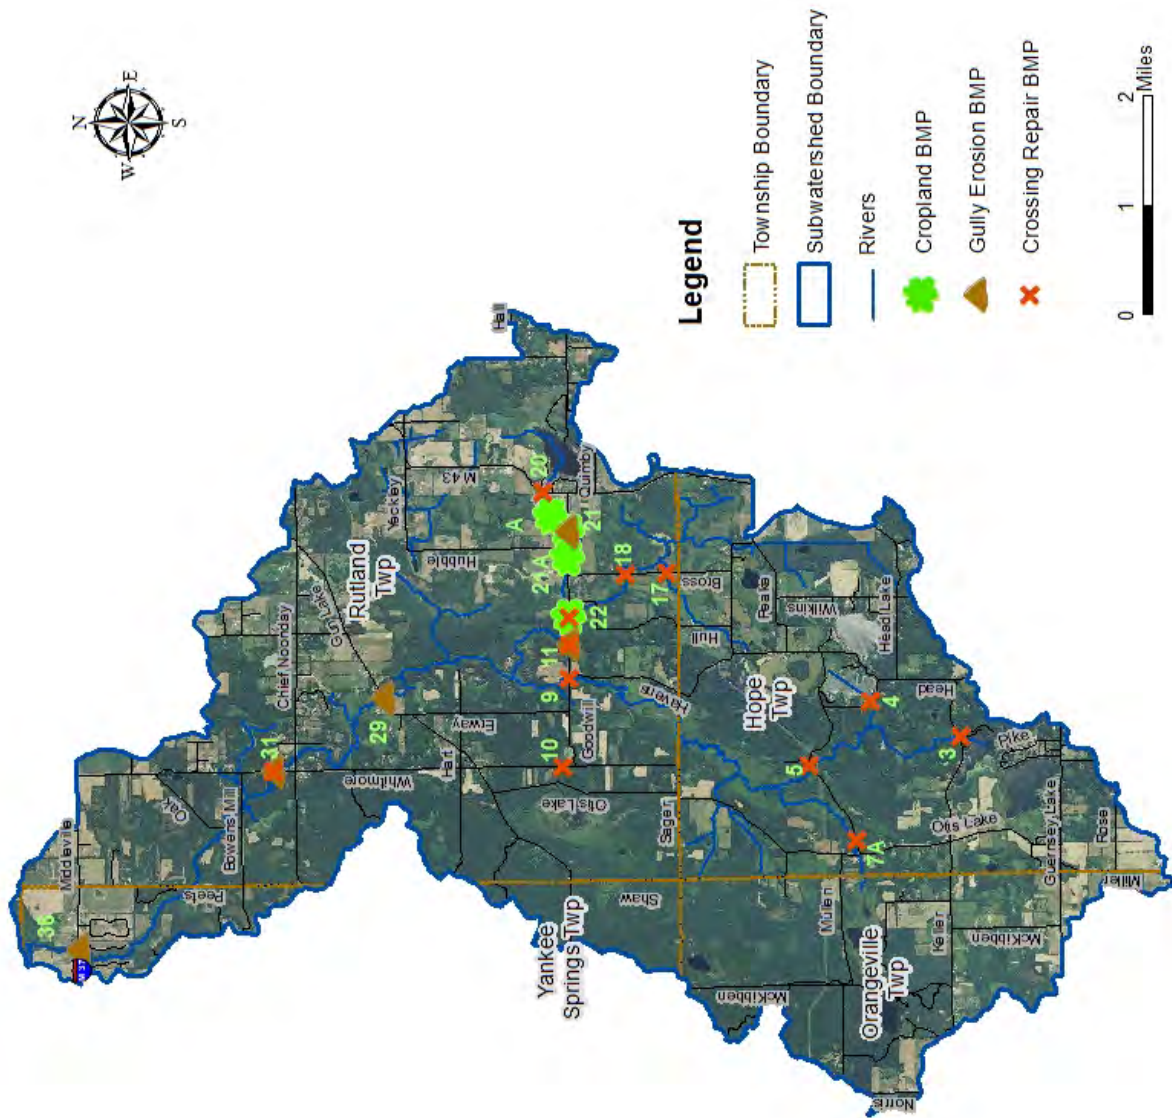 N
W
E
S
Hall
Middleville
38
Oak
Bowens Mill
Peets
31
Chief Noonday
Gun Lake
Yeckley
M 43
Rutland
Twp
Hubble
29
Whitmore
Hart
Erway
A
20
21A
21
Quimby
22
11
9
10
Goodwill
Otis Lake
Havens
18
17
Bross
Hull
Sager
Shaw
Yankee
Springs Twp
Hope
Twp
Peake
Wilkins
Head Lake
Head
4
5
3
Pike
7A
Otis Lake
Mullen
Keller
Guernsey Lake
Rose
Miller
McKibben
McKibben
Orangeville
Twp
Norris
Legend
Township Boundary
Subwatershed Boundary
Rivers
Cropland BMP
Gully Erosion BMP
Crossing Repair BMP
0 1 2
Miles